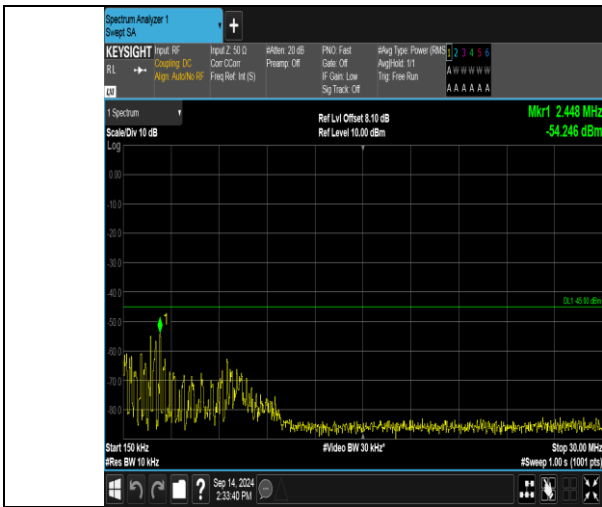 Spectrum Analyzer 1
Swept SA
+
KEYSIGHT
RL
LXI
Input: RF
Coupling: DC
Align: Auto/No RF
Input Z: 50 Ω
Corr CCorr
Freq Ref: Int (S)
#Atten: 20 dB
Preamp: Off
PNO: Fast
Gate: Off
IF Gain: Low
Sig Track: Off
#Avg Type: Power (RMS
Avg|Hold: 1/1
Trig: Free Run
1 2 3 4 5 6
A W W W W W
A A A A A A
1 Spectrum
Scale/Div 10 dB
Ref Lvl Offset 8.10 dB
Ref Level 10.00 dBm
Mkr1 2.448 MHz
-54.246 dBm
Log
0.00
-10.0
-20.0
-30.0
-40.0
DL1 -45.00 dBm
-50.0
1
-60.0
-70.0
-80.0
Start 150 kHz
#Video BW 30 kHz*
Stop 30.00 MHz
#Res BW 10 kHz
#Sweep 1.00 s (1001 pts)
?
Sep 14, 2024
2:33:40 PM